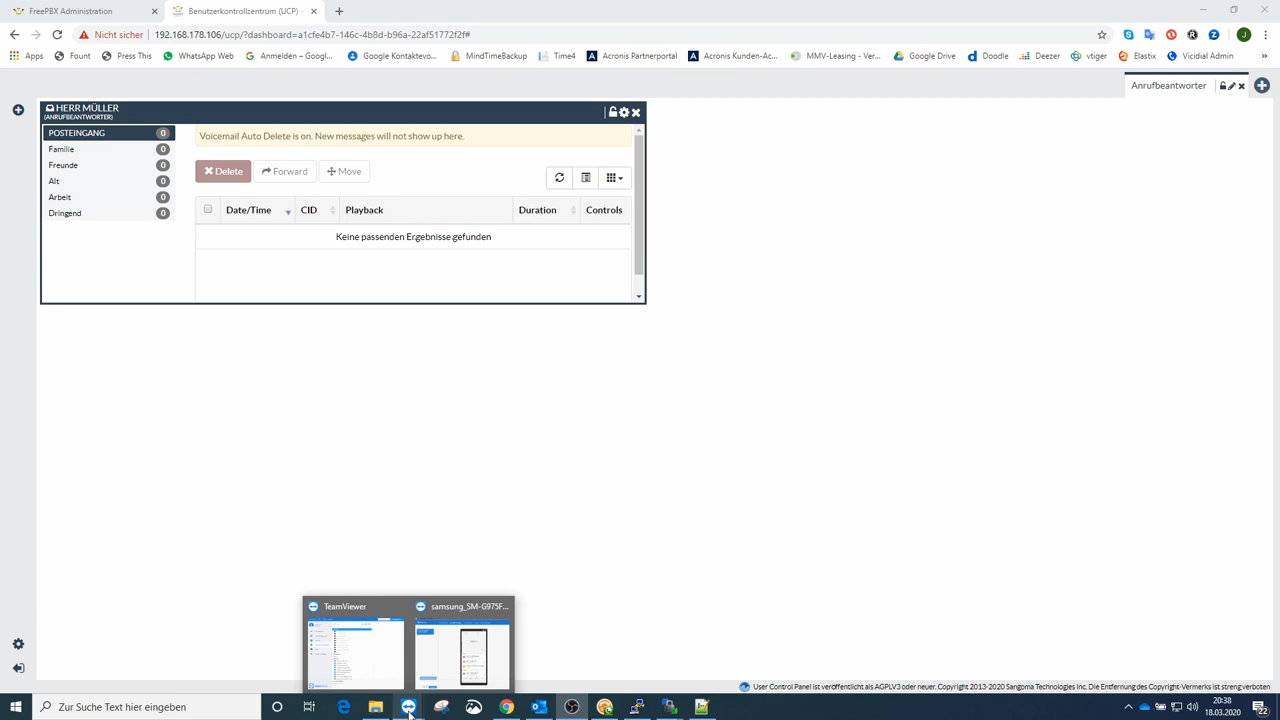 FreePBX Administration
Benutzerkontrollzentrum (UCP) -
Nicht sicher
192.168.178.106/ucp/?dashboard=a1cfe4b7-146c-4b8d-b96a-22af51772f2f#
Apps
Fount
Press This
WhatsApp Web
Anmelden – Googl...
Google Kontaktevo...
MindTimeBackup
Time4
Acronis Partnerportal
Acronis Kunden-Ac...
MMV-Leasing - Ver...
Google Drive
Doodle
Deezer
vtiger
Elastix
Vicidial Admin
Anrufbeantworter
HERR MÜLLER
(ANRUFBEANTWORTER)
POSTEINGANG 0
Familie 0
Freunde 0
Alt 0
Arbeit 0
Dringend 0
Voicemail Auto Delete is on. New messages will not show up here.
Delete Forward Move
Date/Time CID Playback Duration Controls
Keine passenden Ergebnisse gefunden
TeamViewer
samsung_SM-G975F...
User Control Panel ist veröffentlicht als AGPLV3 oder neuer. Copyright 2013-2020 Sangoma Technologies Inc. Die Entfernung des Copyright-Vermerks ist streng verboten
Zur Suche Text hier eingeben
20:38
18.03.2020
22